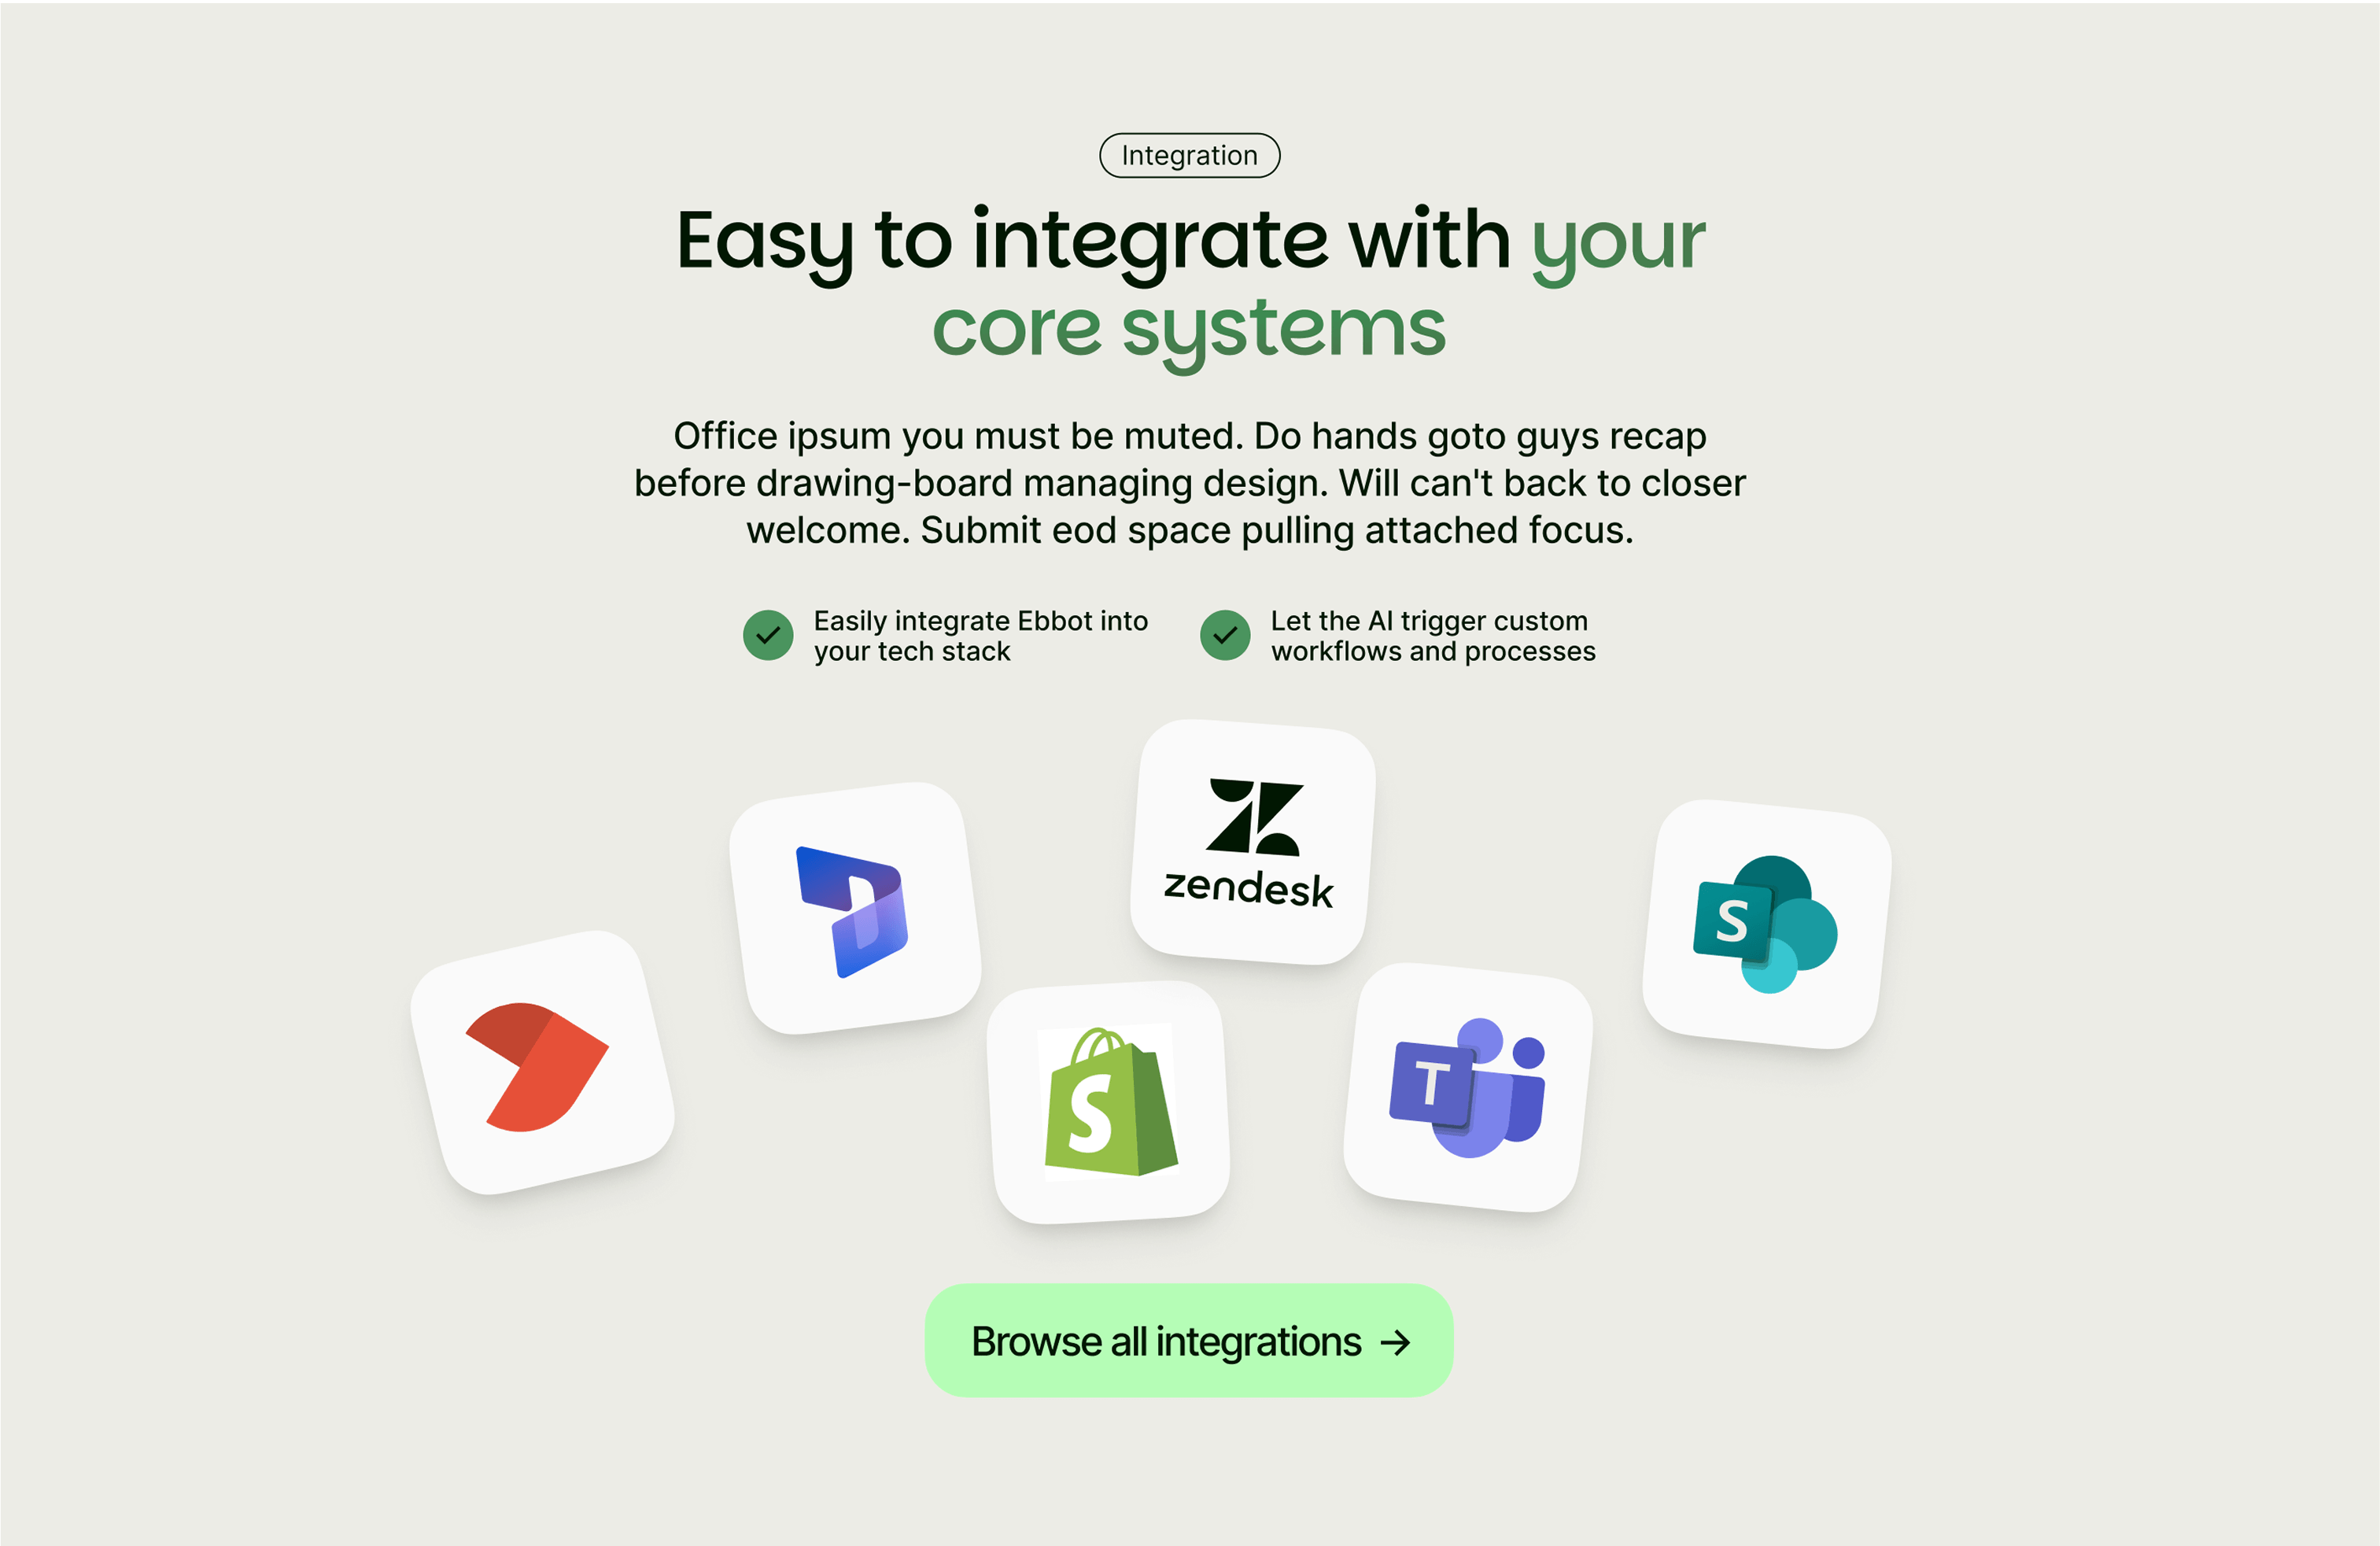 Integration
Easy to integrate with your
core systems
Office ipsum you must be muted. Do hands goto guys recap
before drawing-board managing design. Will can't back to closer
welcome. Submit eod space pulling attached focus.
Easily integrate Ebbot into
your tech stack
Let the AI trigger custom
workflows and processes
zendesk
S
S
T
Browse all integrations →